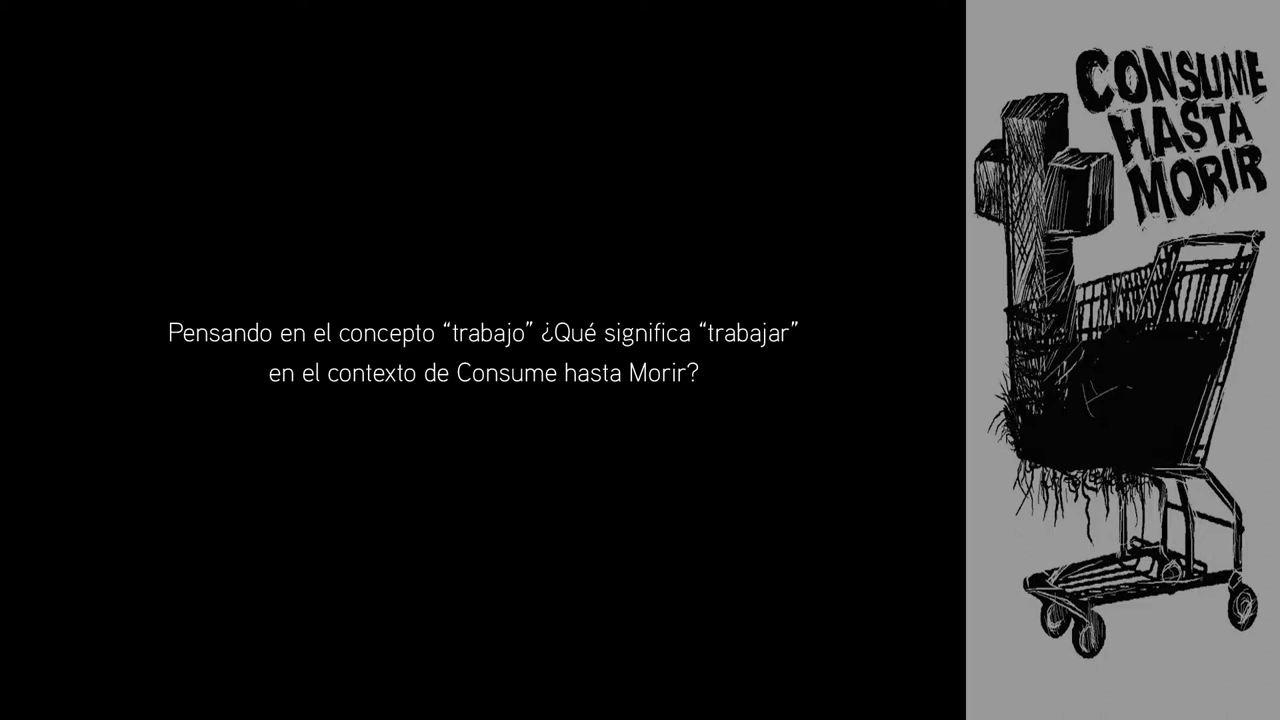 Pensando en el concepto “trabajo” ¿Qué significa “trabajar”
en el contexto de Consume hasta Morir?
CONSUME
HASTA
MORIR